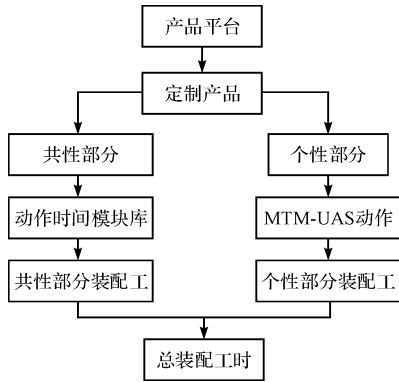 产品平台
定制产品
共性部分
个性部分
动作时间模块库
MTM-UAS动作
共性部分装配工
个性部分装配工
总装配工时